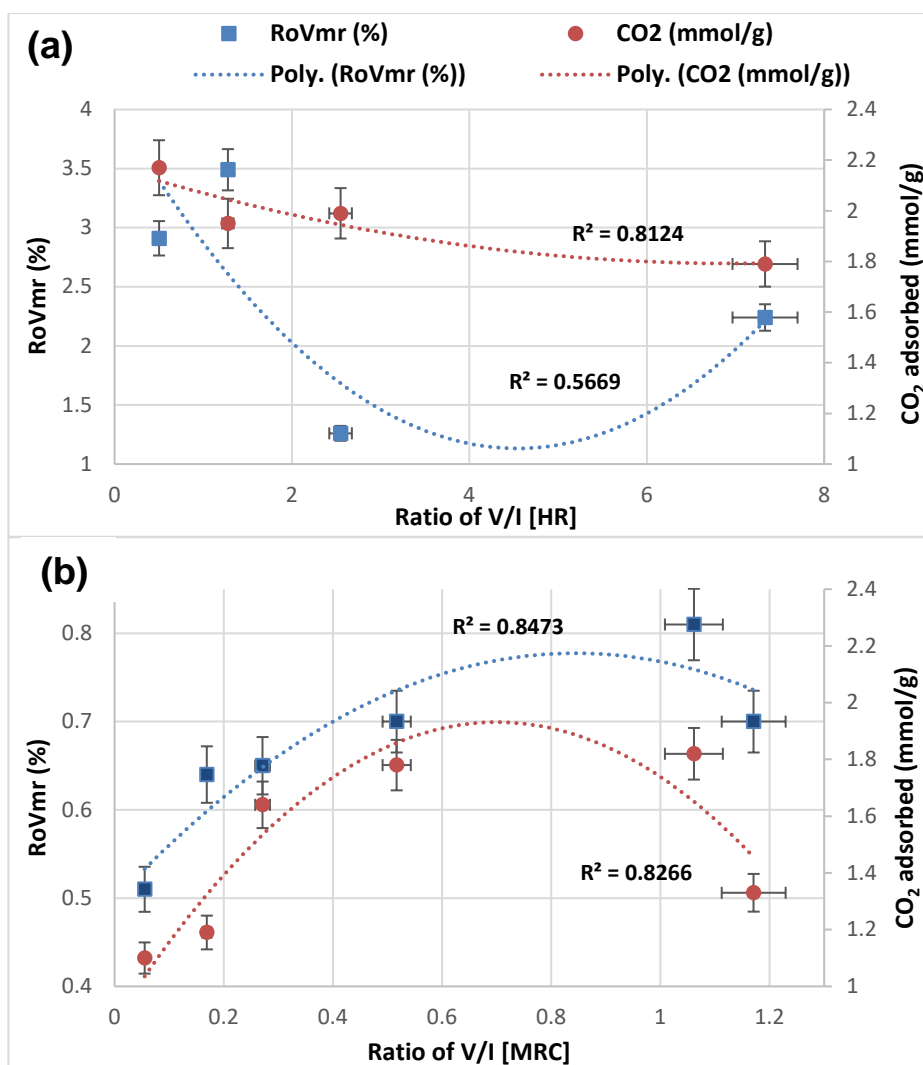 (a)
RoVmr (%)
CO2 (mmol/g)
Poly. (RoVmr (%))
Poly. (CO2 (mmol/g))
4
3.5
3
2.5
2
1.5
1
RoVmr (%)
2.4
2.2
2
1.8
1.6
1.4
1.2
1
CO₂ adsorbed (mmol/g)
R² = 0.8124
R² = 0.5669
0 2 4 6 8
Ratio of V/I [HR]
(b)
0.8
0.7
0.6
0.5
0.4
RoVmr (%)
2.4
2.2
2
1.8
1.6
1.4
1.2
1
CO₂ adsorbed (mmol/g)
R² = 0.8473
R² = 0.8266
0 0.2 0.4 0.6 0.8 1 1.2
Ratio of V/I [MRC]